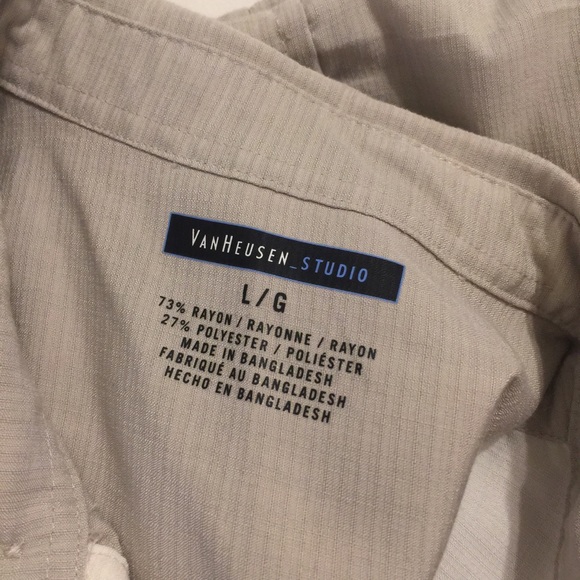 VANHEUSEN_STUDIO
L/G
73% RAYON / RAYONNE / RAYON
27% POLYESTER / POLIÉSTER
MADE IN BANGLADESH
FABRIQUÉ AU BANGLADESH
HECHO EN BANGLADESH